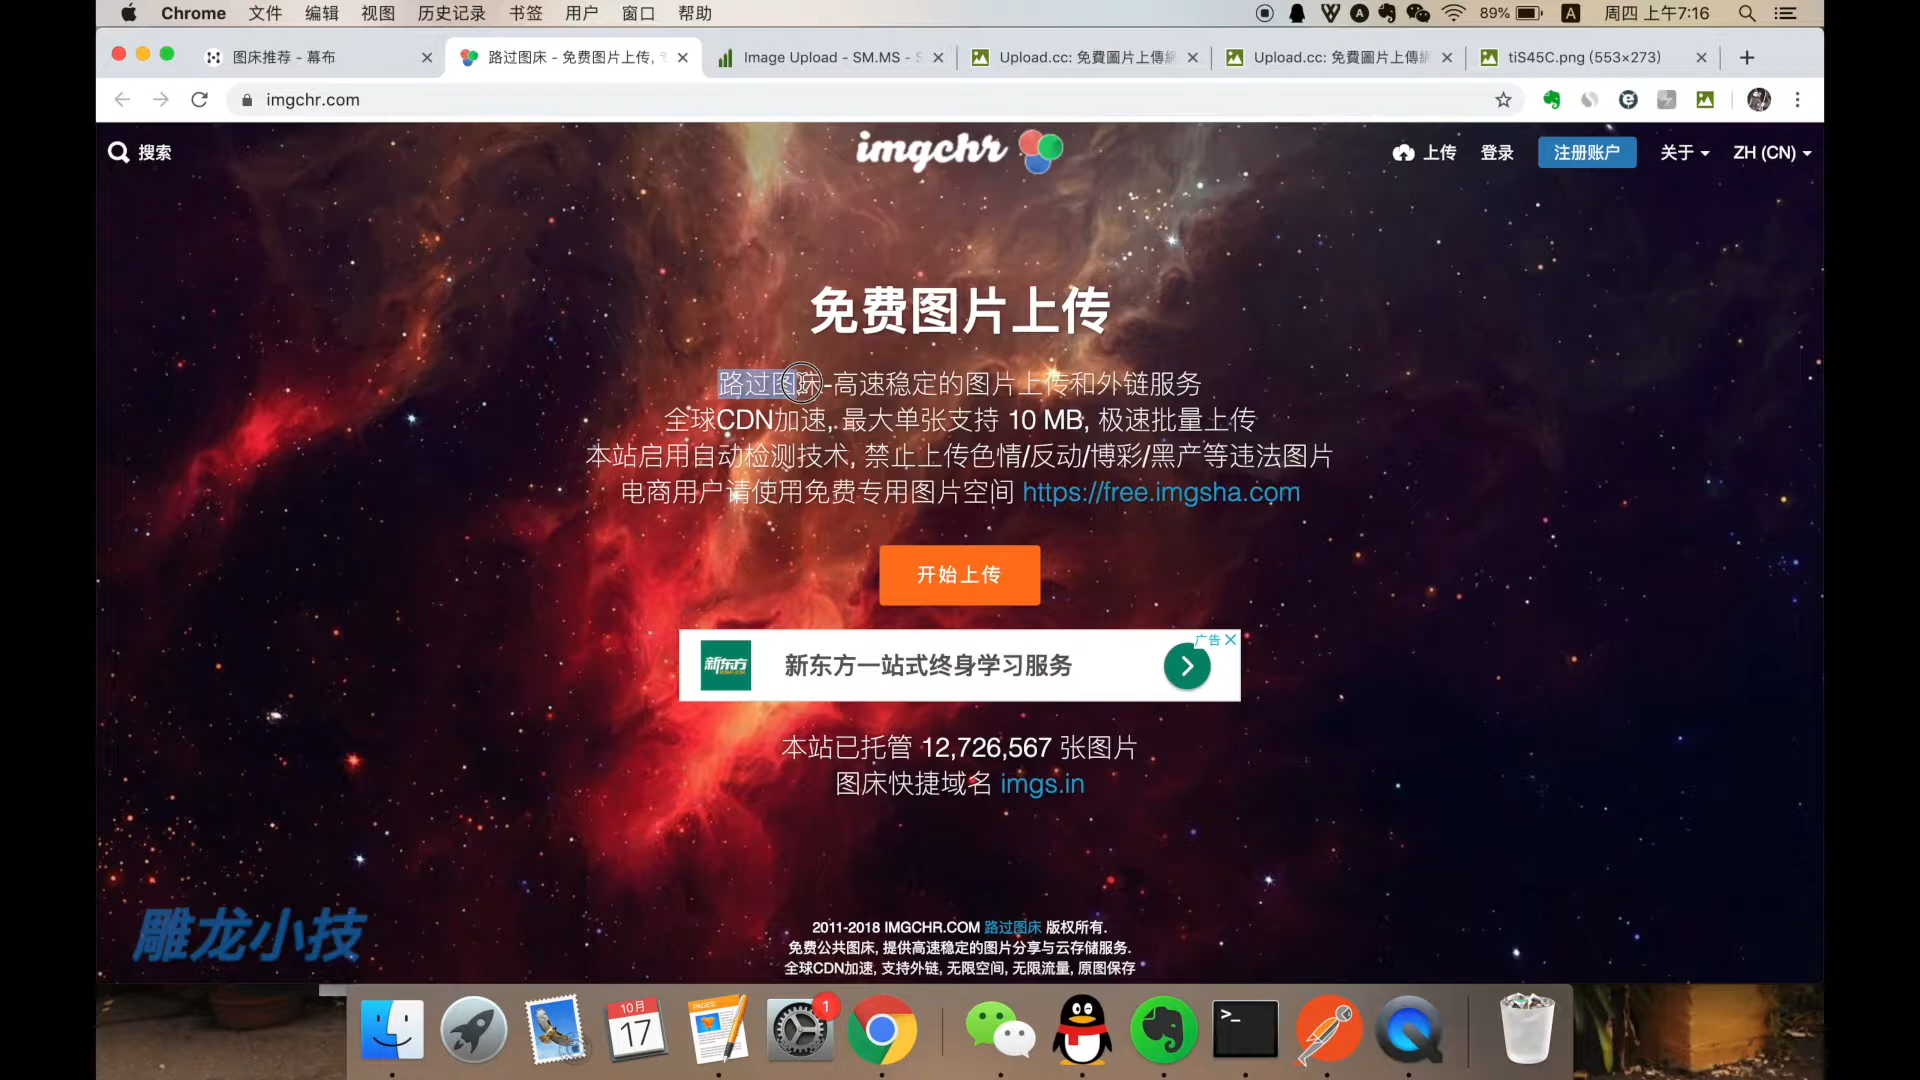 Chrome 文件 编辑 视图 历史记录 书签 用户 窗口 帮助 89% A 周四 上午7:16
图床推荐 - 幕布 路过图床 - 免费图片上传, Image Upload - SM.MS - S Upload.cc: 免費圖片上傳網 Upload.cc: 免費圖片上傳網 tiS45C.png (553×273)
imgchr.com
搜索 imgchr 上传 登录 注册账户 关于 ZH (CN)
免费图片上传
路过图床-高速稳定的图片上传和外链服务
全球CDN加速, 最大单张支持 10 MB, 极速批量上传
本站启用自动检测技术, 禁止上传色情/反动/博彩/黑产等违法图片
电商用户请使用免费专用图片空间 https://free.imgsha.com
开始上传
广告
新东方 新东方一站式终身学习服务
本站已托管 12,726,567 张图片
图床快捷域名 imgs.in
2011-2018 IMGCHR.COM 路过图床 版权所有.
免费公共图床, 提供高速稳定的图片分享与云存储服务.
全球CDN加速, 支持外链, 无限空间, 无限流量, 原图保存
雕龙小技
10月
17
PAGES
1
>_